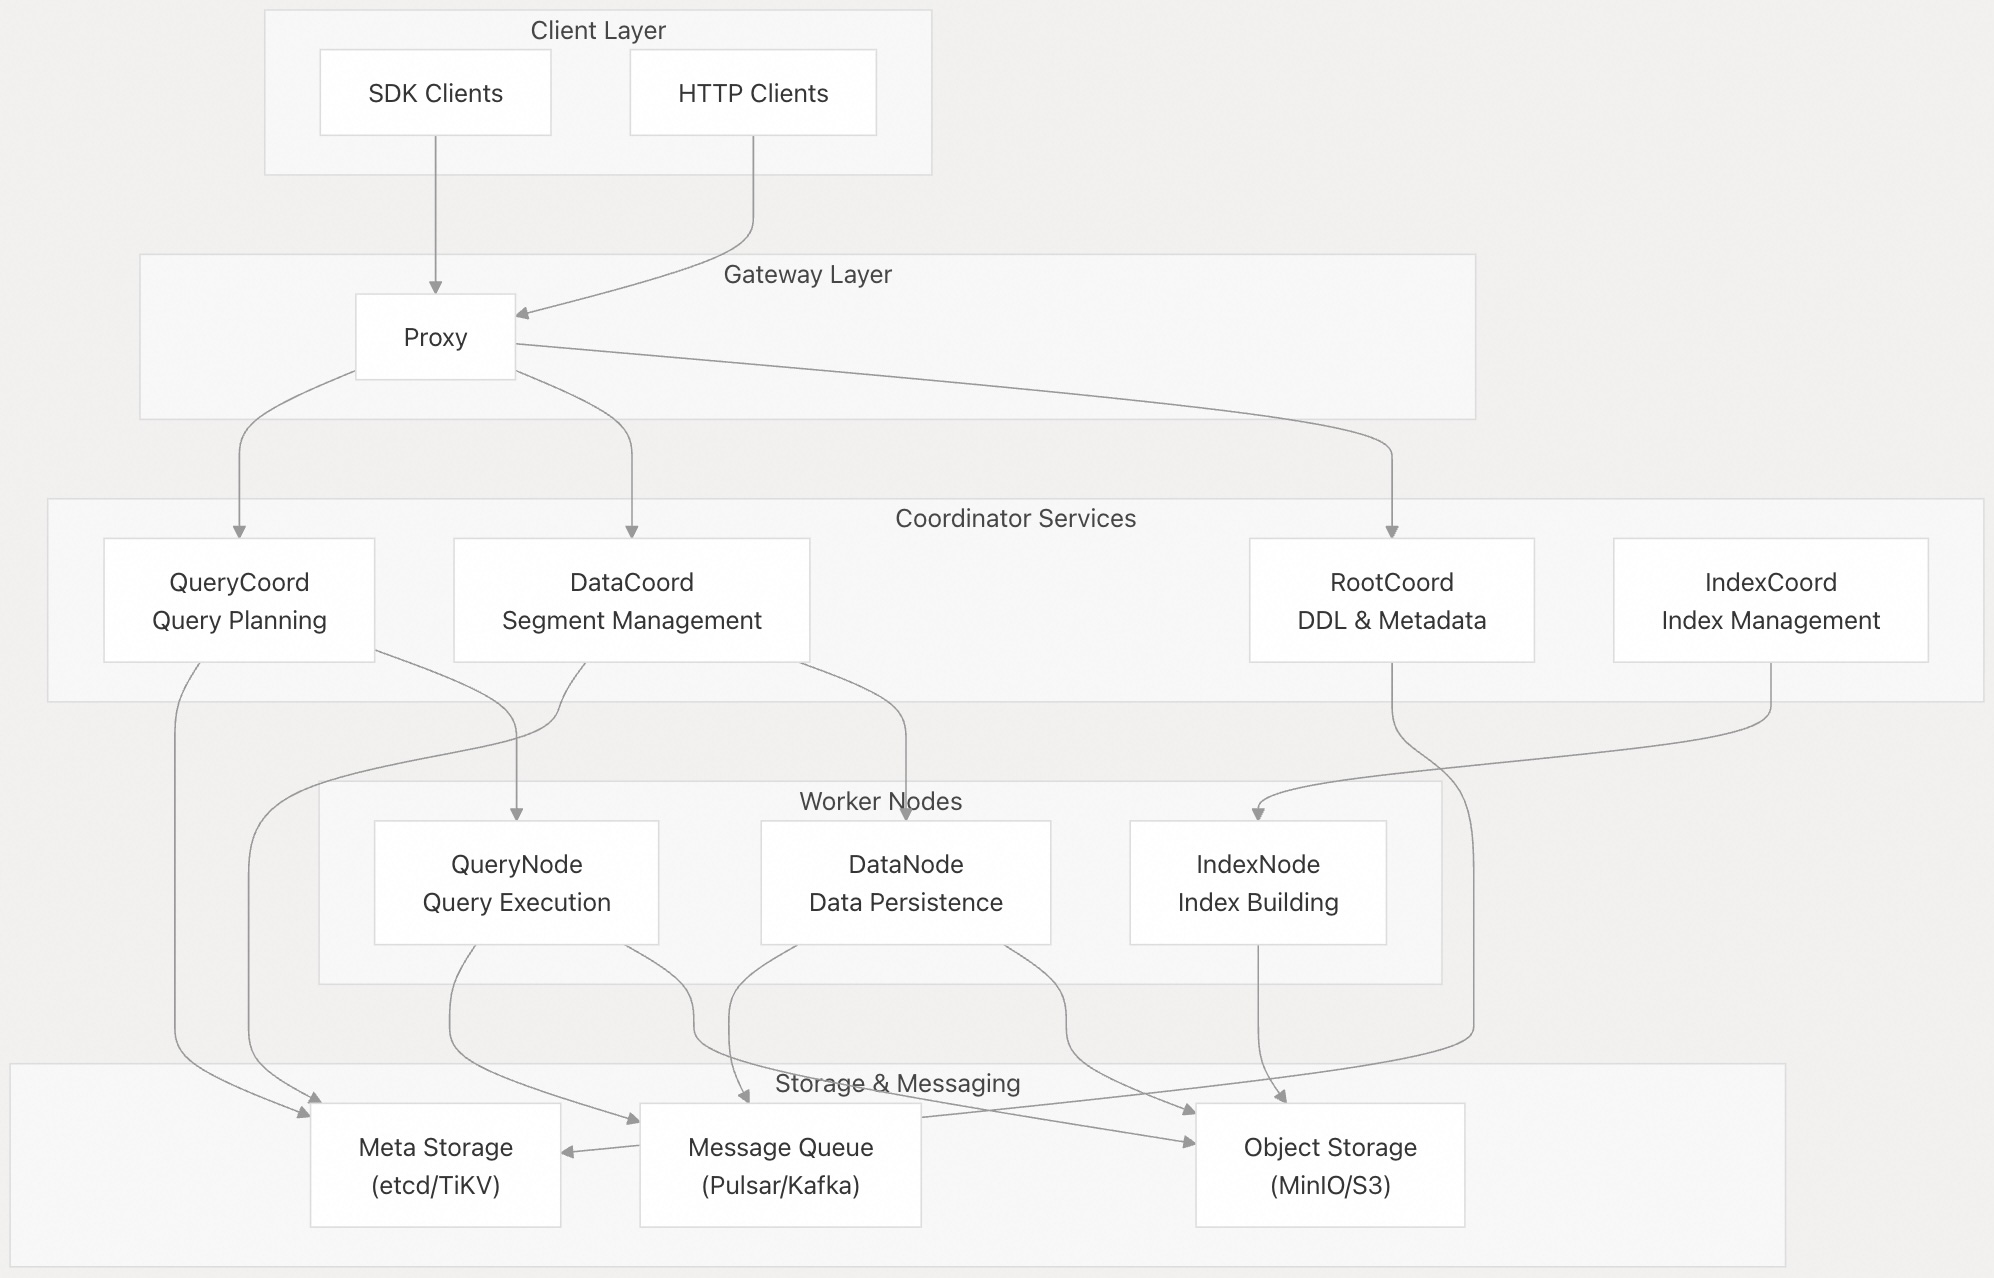 Client Layer
SDK Clients
HTTP Clients
Gateway Layer
Proxy
Coordinator Services
QueryCoord
Query Planning
DataCoord
Segment Management
RootCoord
DDL & Metadata
IndexCoord
Index Management
Worker Nodes
QueryNode
Query Execution
DataNode
Data Persistence
IndexNode
Index Building
Storage & Messaging
Meta Storage
(etcd/TiKV)
Message Queue
(Pulsar/Kafka)
Object Storage
(MinIO/S3)